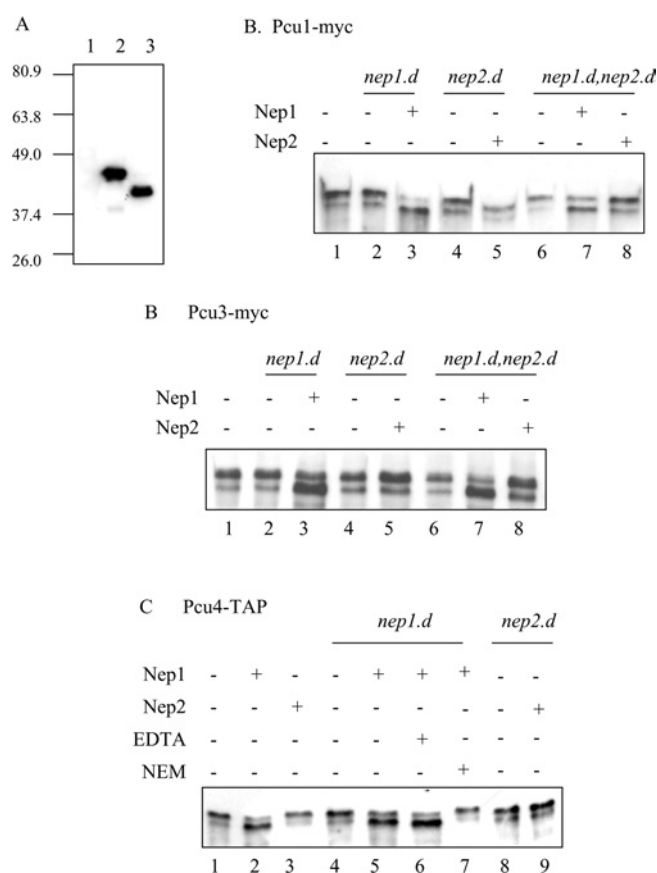 A
1 2 3
80.9
63.8
49.0
37.4
26.0
B. Pcu1-myc
nep1.d nep2.d nep1.d,nep2.d
Nep1 - - + - - - + -
Nep2 - - - - + - - +
1 2 3 4 5 6 7 8
B Pcu3-myc
nep1.d nep2.d nep1.d,nep2.d
Nep1 - - + - - - + -
Nep2 - - - - + - - +
1 2 3 4 5 6 7 8
C Pcu4-TAP
nep1.d nep2.d
Nep1 - + - - + + + - -
Nep2 - - + - - - - - +
EDTA - - - - - + - - -
NEM - - - - - - + - -
1 2 3 4 5 6 7 8 9